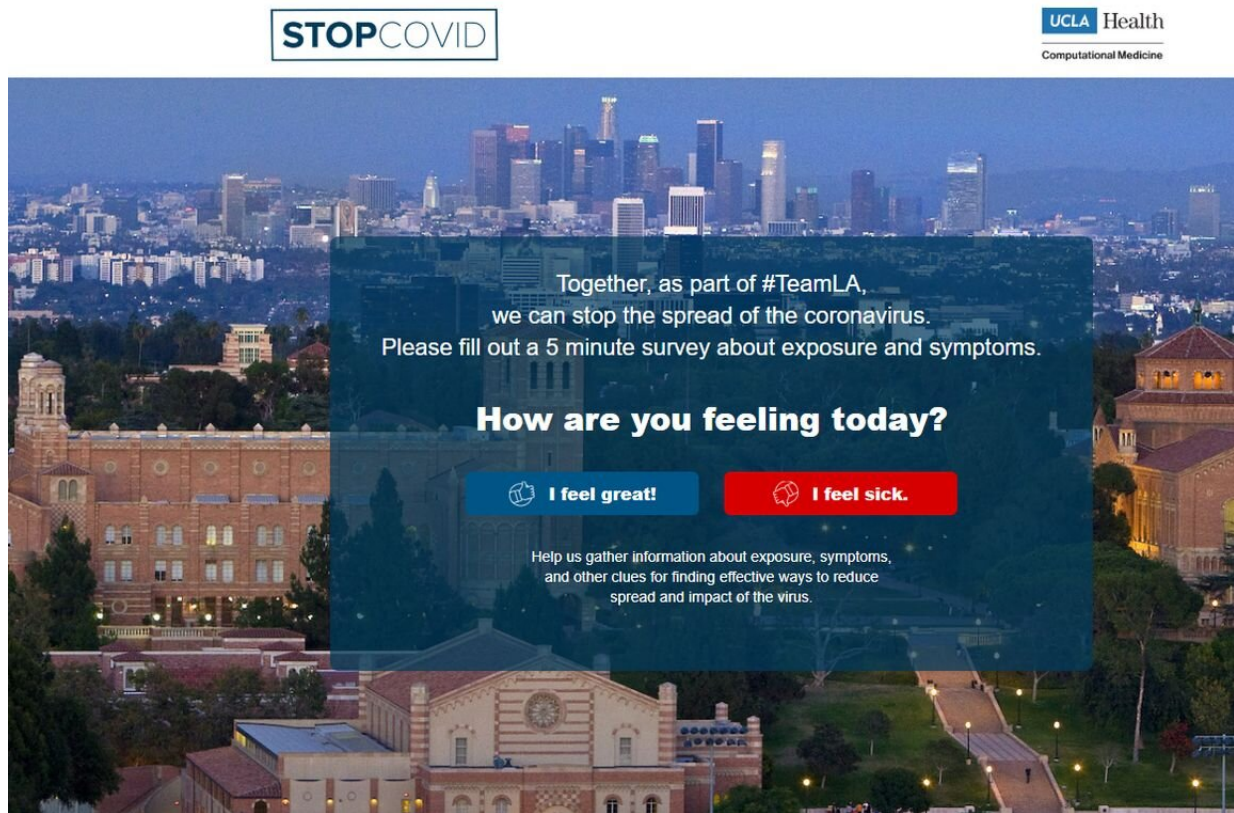 STOPCOVID
UCLA Health
Computational Medicine
Together, as part of #TeamLA,
we can stop the spread of the coronavirus.
Please fill out a 5 minute survey about exposure and symptoms.
How are you feeling today?
I feel great!
I feel sick.
Help us gather information about exposure, symptoms,
and other clues for finding effective ways to reduce
spread and impact of the virus.